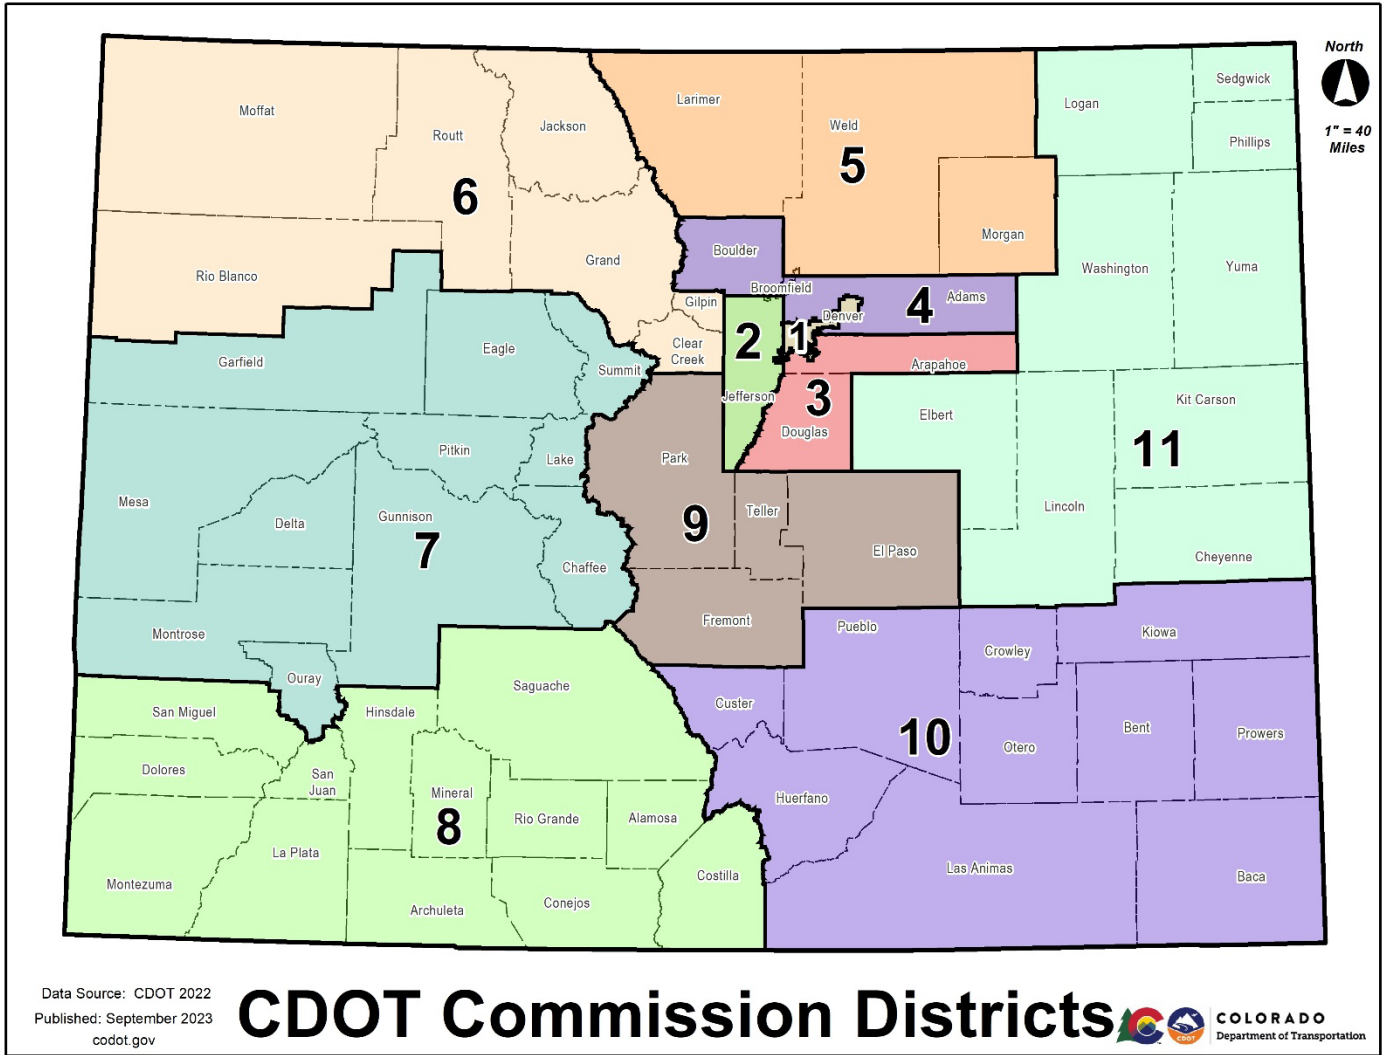 North
1" = 40
Miles
Moffat
Routt
Jackson
Larimer
Weld
Logan
Sedgwick
Phillips
6
5
Rio Blanco
Grand
Boulder
Morgan
Washington
Yuma
Gilpin
Broomfield
Adams
4
Denver
1
2
Clear
Creek
Garfield
Eagle
Summit
Jefferson
Arapahoe
3
Douglas
Elbert
Kit Carson
11
Mesa
Pitkin
Lake
Park
Teller
Lincoln
Delta
Gunnison
7
9
El Paso
Chaffee
Cheyenne
Montrose
Fremont
Pueblo
Crowley
Kiowa
Ouray
Saguache
San Miguel
Hinsdale
Custer
10
Otero
Bent
Prowers
Dolores
San
Juan
Mineral
8
Rio Grande
Alamosa
Huerfano
La Plata
Montezuma
Archuleta
Conejos
Costilla
Las Animas
Baca
Data Source: CDOT 2022
Published: September 2023
codot.gov
CDOT Commission Districts
CDOT
COLORADO
Department of Transportation